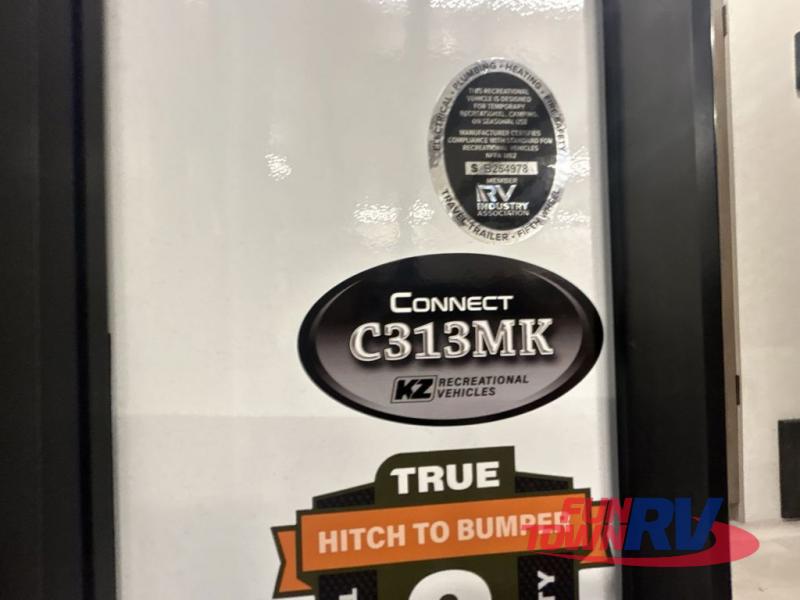 ELECTRICAL • PLUMBING • HEATING • FIRE SAFETY
THIS RECREATIONAL
VEHICLE IS DESIGNED
FOR TEMPORARY
RECREATIONAL, CAMPING,
OR SEASONAL USE
MANUFACTURER CERTIFIES
COMPLIANCE WITH STANDARD FOR
RECREATIONAL VEHICLES
NFPA 1192
S B254978
MEMBER
RV
INDUSTRY
ASSOCIATION
TRAVEL TRAILER • FIFTH WHEEL
CONNECT
C313MK
KZ RECREATIONAL
VEHICLES
TRUE
HITCH TO BUMPER
FUN
TOWN RV